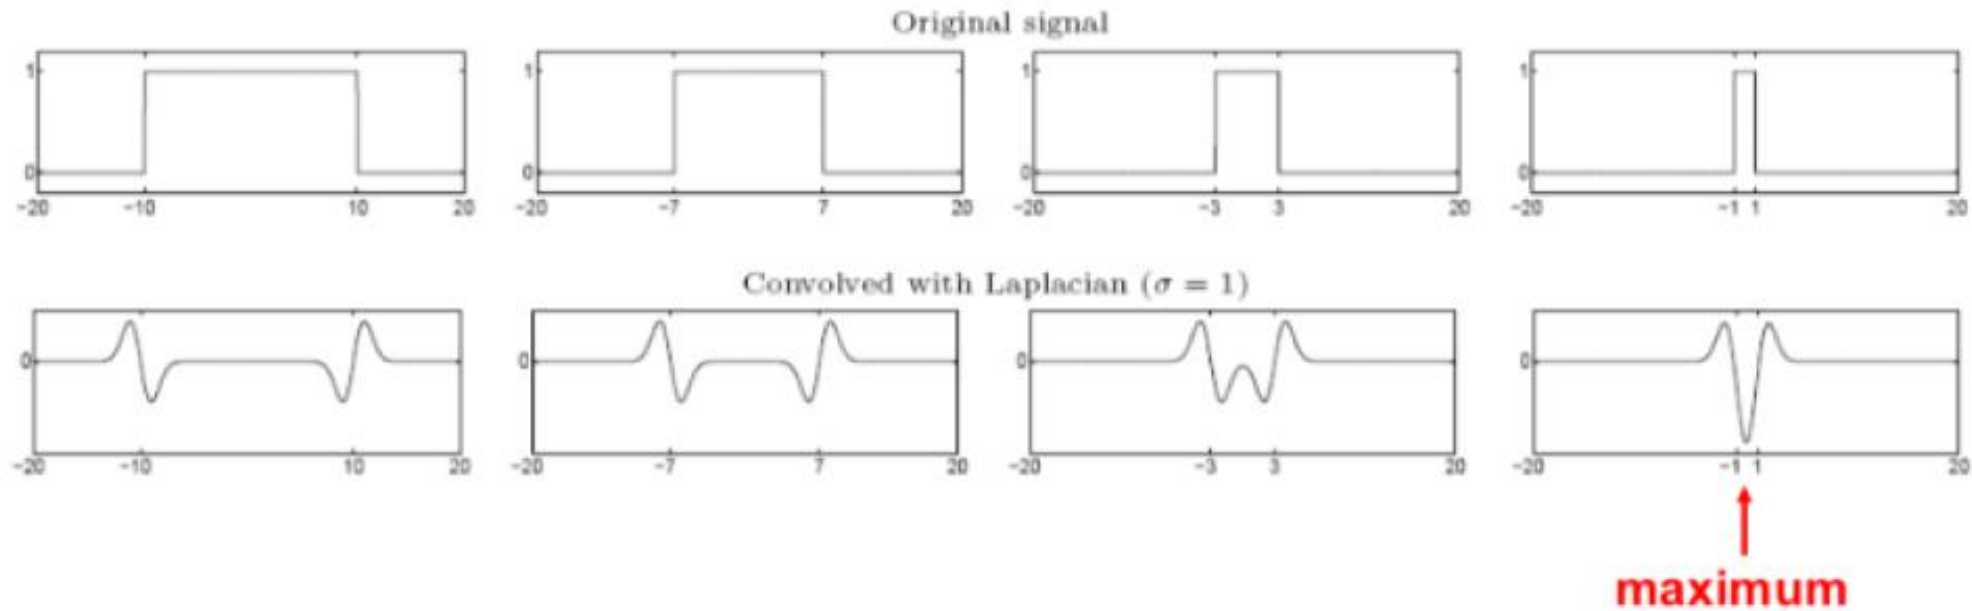 Original signal
1 1 1 1
0 0 0 0
-20 -10 10 20 -20 -7 7 20 -20 -3 3 20 -20 -1 1 20
Convolved with Laplacian (σ = 1)
0 0 0 0
-20 -10 10 20 -20 -7 7 20 -20 -3 3 20 -20 -1 1 20
maximum